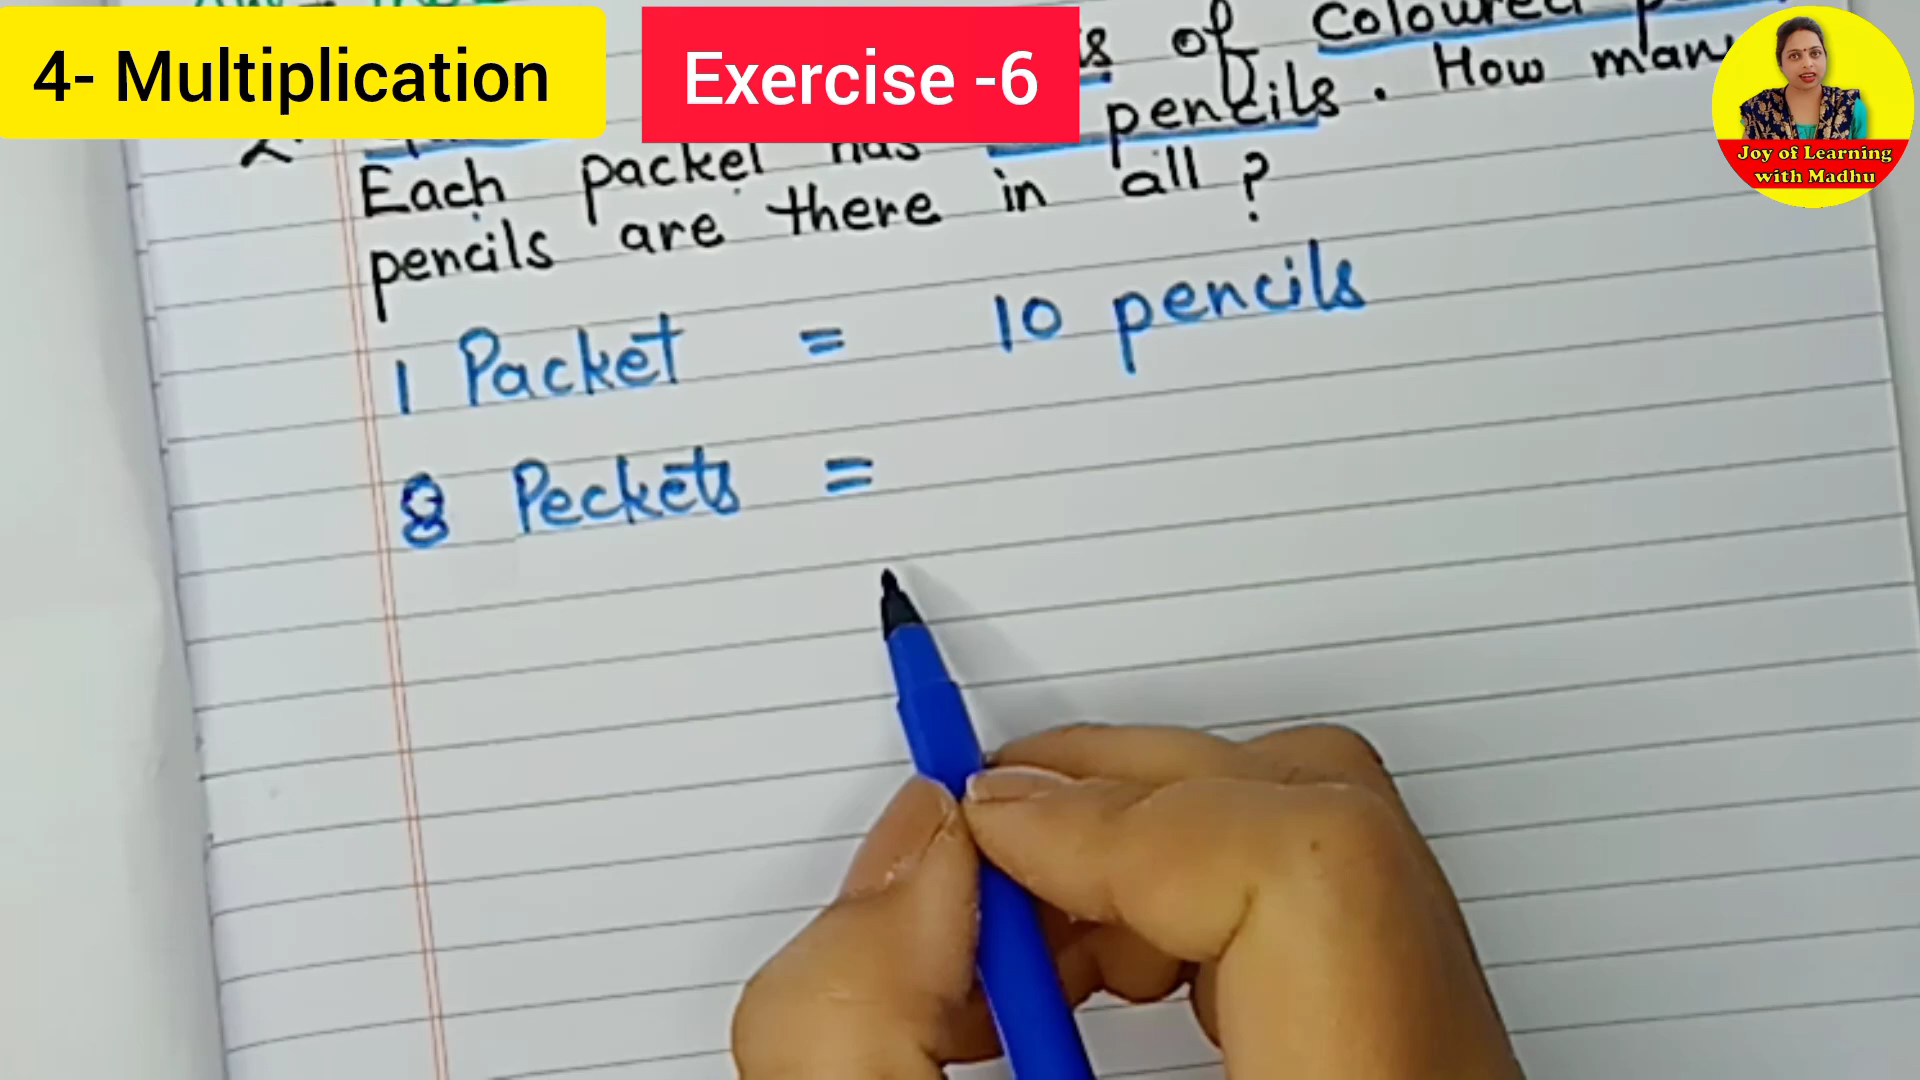 4- Multiplication
Exercise -6
of Coloured
Each packet has pencils. How many
pencils are there in all ?
1 Packet = 10 pencils
8 Peckets =
Joy of Learning
with Madhu